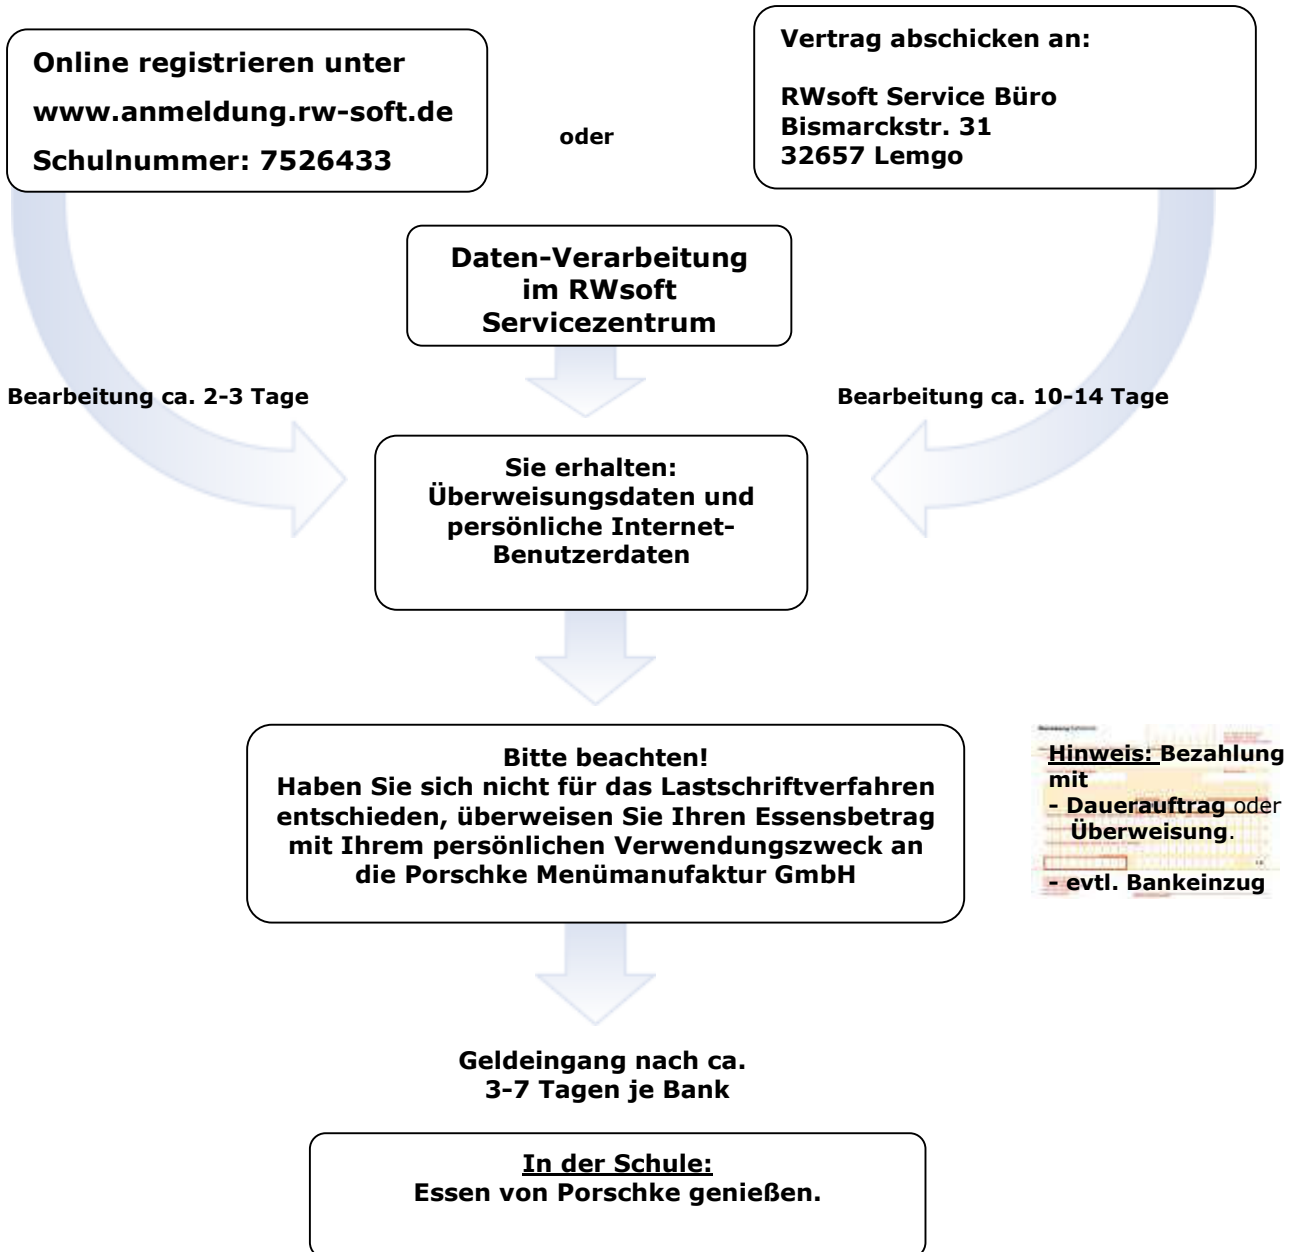 Online registrieren unter
www.anmeldung.rw-soft.de
Schulnummer: 7526433
oder
Vertrag abschicken an:
RWsoft Service Büro
Bismarckstr. 31
32657 Lemgo
Daten-Verarbeitung
im RWsoft
Servicezentrum
Bearbeitung ca. 2-3 Tage
Bearbeitung ca. 10-14 Tage
Sie erhalten:
Überweisungsdaten und
persönliche Internet-
Benutzerdaten
Bitte beachten!
Haben Sie sich nicht für das Lastschriftverfahren
entschieden, überweisen Sie Ihren Essensbetrag
mit Ihrem persönlichen Verwendungszweck an
die Porschke Menümanufaktur GmbH
Hinweis: Bezahlung
mit
- Dauerauftrag oder
Überweisung.
- evtl. Bankeinzug
Geldeingang nach ca.
3-7 Tagen je Bank
In der Schule:
Essen von Porschke genießen.